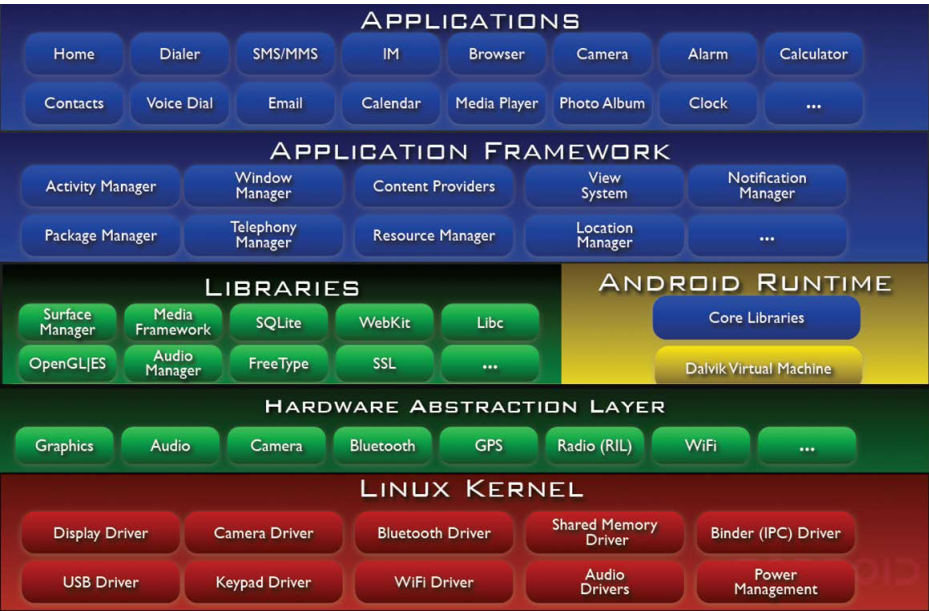 APPLICATIONS
Home Dialer SMS/MMS IM Browser Camera Alarm Calculator
Contacts Voice Dial Email Calendar Media Player Photo Album Clock ...
APPLICATION FRAMEWORK
Activity Manager Window Manager Content Providers View System Notification Manager
Package Manager Telephony Manager Resource Manager Location Manager ...
LIBRARIES
Surface Manager Media Framework SQLite WebKit Libc
OpenGL|ES Audio Manager FreeType SSL ...
ANDROID RUNTIME
Core Libraries
Dalvik Virtual Machine
HARDWARE ABSTRACTION LAYER
Graphics Audio Camera Bluetooth GPS Radio (RIL) WiFi ...
LINUX KERNEL
Display Driver Camera Driver Bluetooth Driver Shared Memory Driver Binder (IPC) Driver
USB Driver Keypad Driver WiFi Driver Audio Drivers Power Management